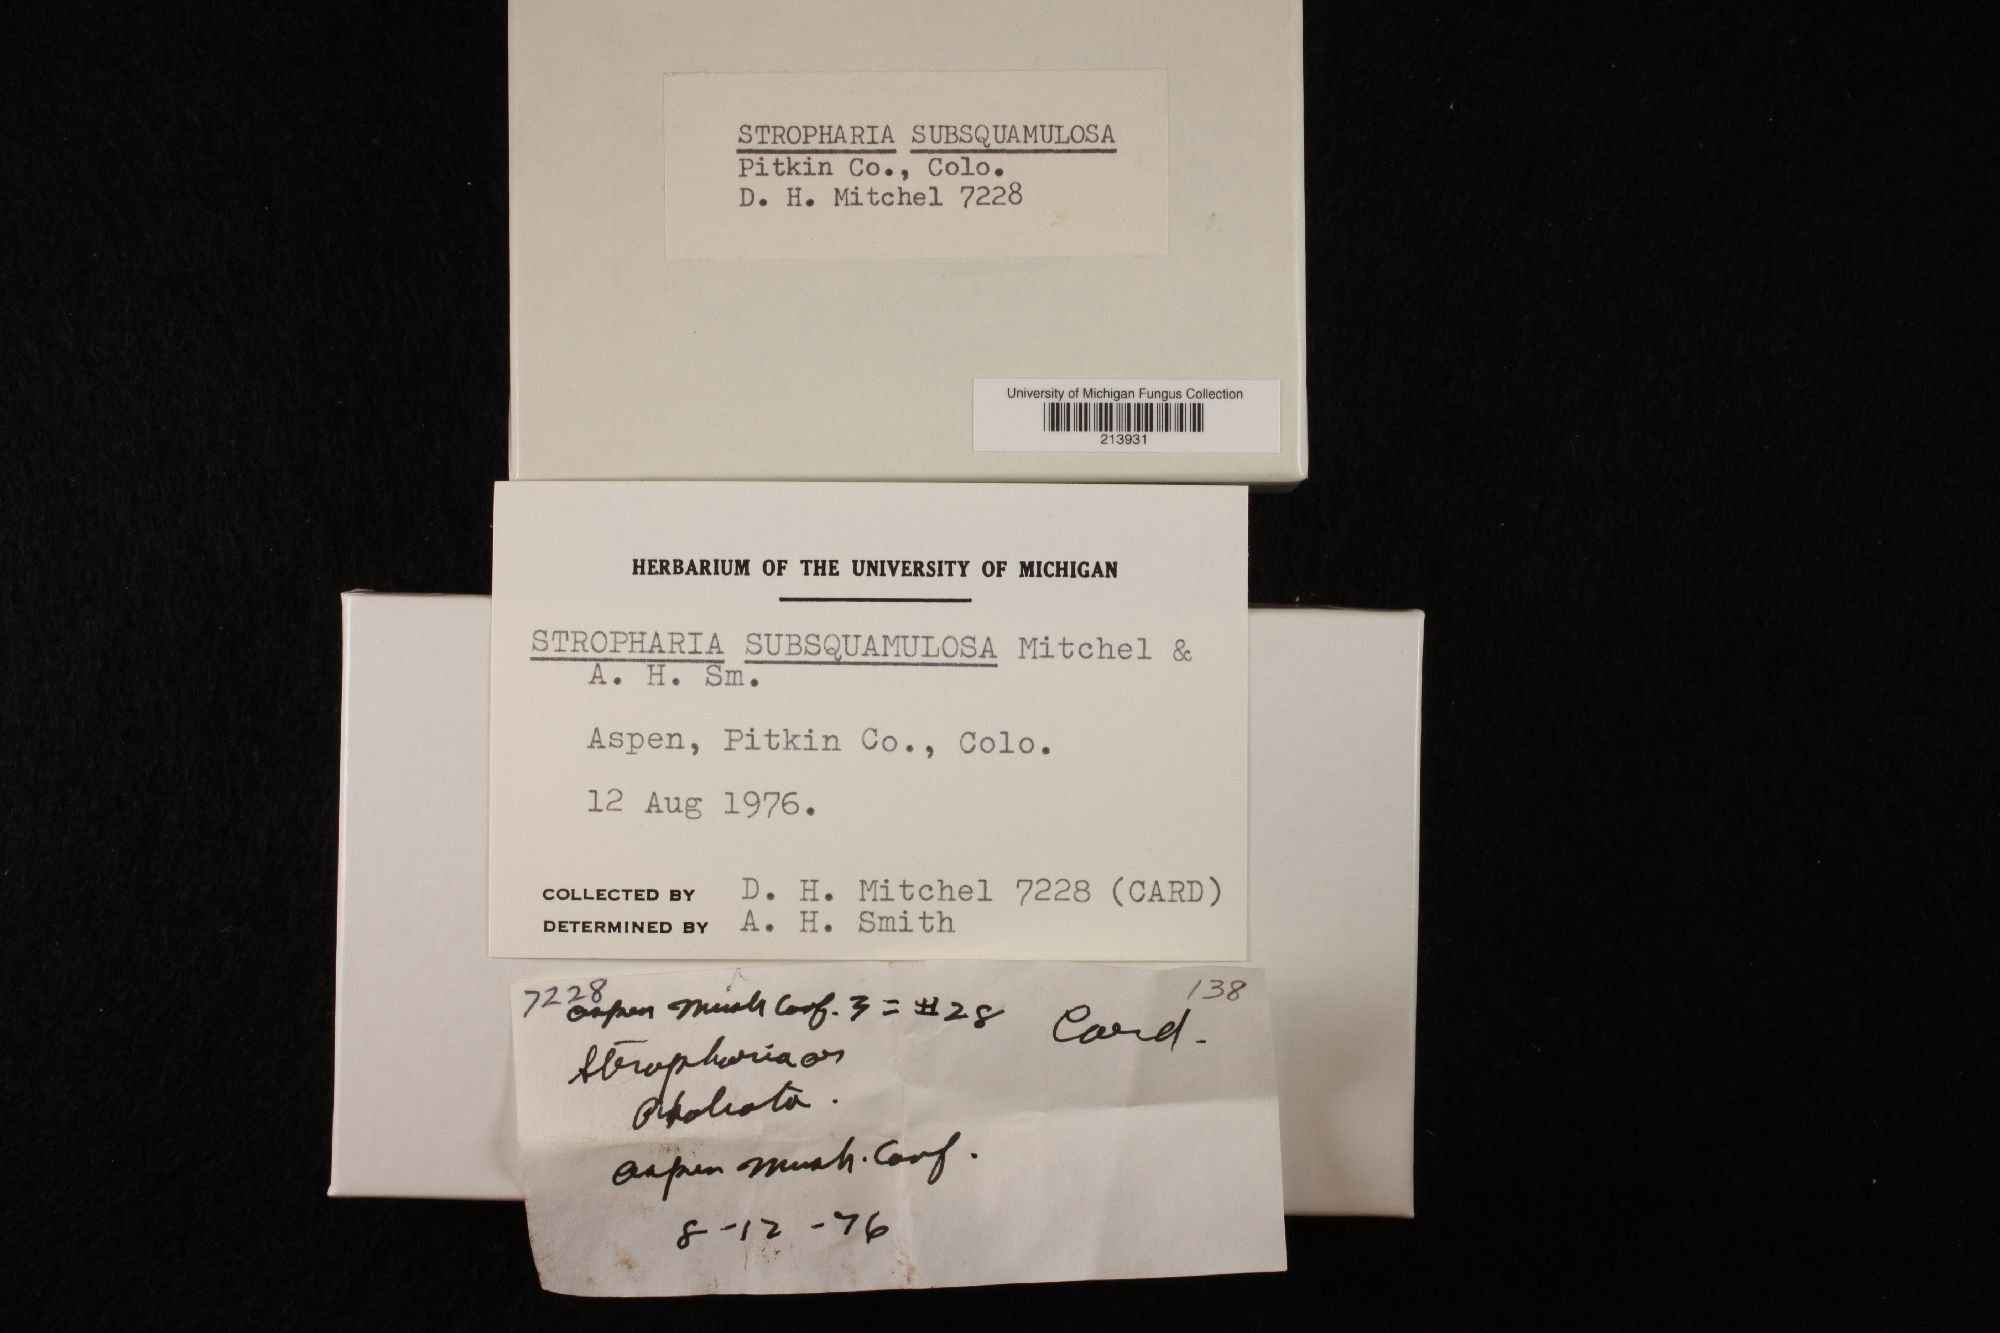 STROPHARIA SUBSQUAMULOSA
Pitkin Co., Colo.
D. H. Mitchel 7228
University of Michigan Fungus Collection
213931
HERBARIUM OF THE UNIVERSITY OF MICHIGAN
STROPHARIA SUBSQUAMULOSA Mitchel &
A. H. Sm.
Aspen, Pitkin Co., Colo.
12 Aug 1976.
COLLECTED BY D. H. Mitchel 7228 (CARD)
DETERMINED BY A. H. Smith
7228 138
Aspen Mush Conf. 3 = #28 Card.
Stropharia or
Pholiota.
Aspen Mush. Conf.
8-12-76